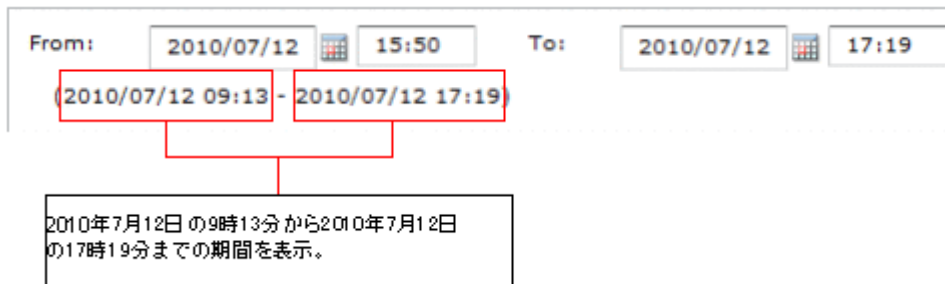 From: 2010/07/12 15:50 To: 2010/07/12 17:19
(2010/07/12 09:13 - 2010/07/12 17:19)
2010年7月12日の9時13分から2010年7月12日
の17時19分までの期間を表示。